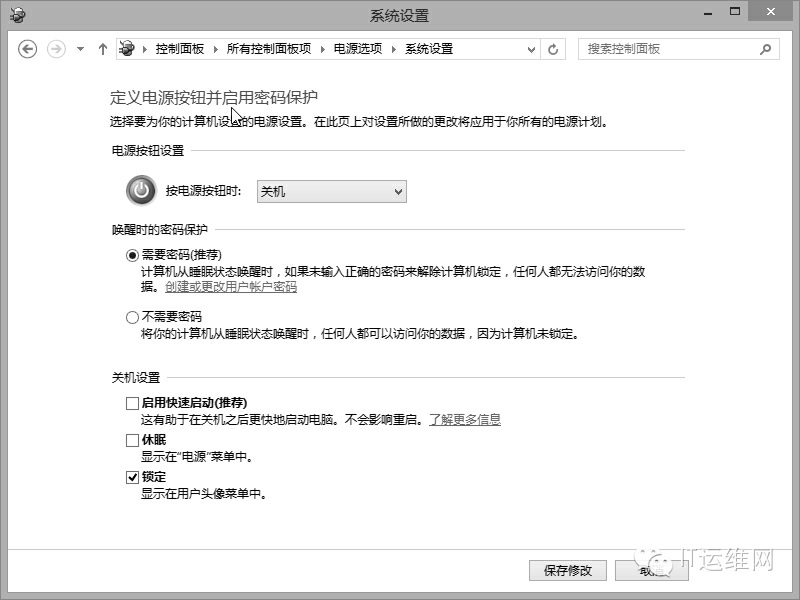 系统设置
控制面板 所有控制面板项 电源选项 系统设置
搜索控制面板
定义电源按钮并启用密码保护
选择要为你的计算机设置的电源设置。在此页上对设置所做的更改将应用于你所有的电源计划。
电源按钮设置
按电源按钮时: 关机
唤醒时的密码保护
需要密码(推荐)
计算机从睡眠状态唤醒时，如果未输入正确的密码来解除计算机锁定，任何人都无法访问你的数
据。创建或更改用户帐户密码
不需要密码
将你的计算机从睡眠状态唤醒时，任何人都可以访问你的数据，因为计算机未锁定。
关机设置
启用快速启动(推荐)
这有助于在关机之后更快地启动电脑。不会影响重启。了解更多信息
休眠
显示在“电源”菜单中。
锁定
显示在用户头像菜单中。
保存修改 取消
IT运维网